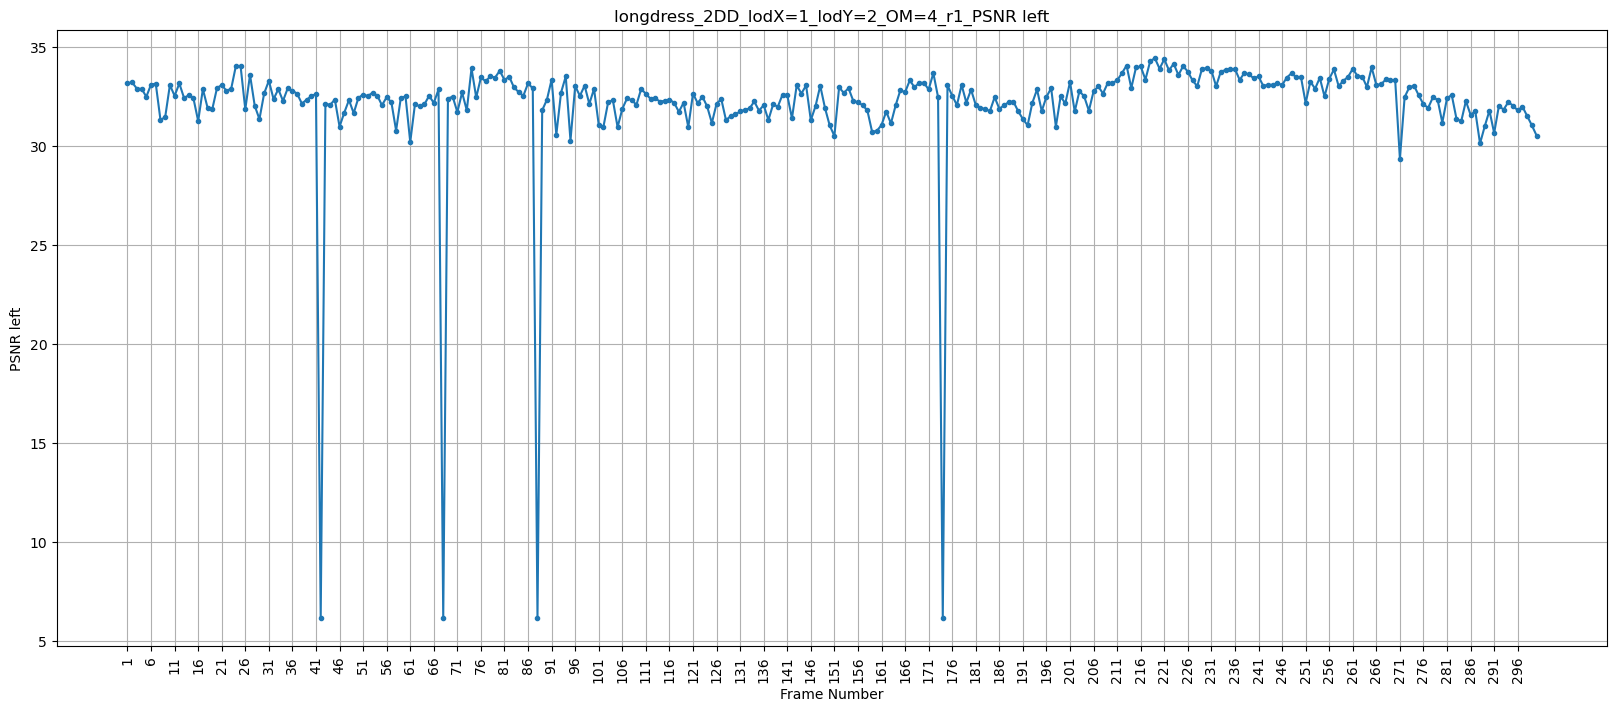 longdress_2DD_lodX=1_lodY=2_OM=4_r1_PSNR left
PSNR left
35
30
25
20
15
10
5
1 6 11 16 21 26 31 36 41 46 51 56 61 66 71 76 81 86 91 96 101 106 111 116 121 126 131 136 141 146 151 156 161 166 171 176 181 186 191 196 201 206 211 216 221 226 231 236 241 246 251 256 261 266 271 276 281 286 291 296
Frame Number